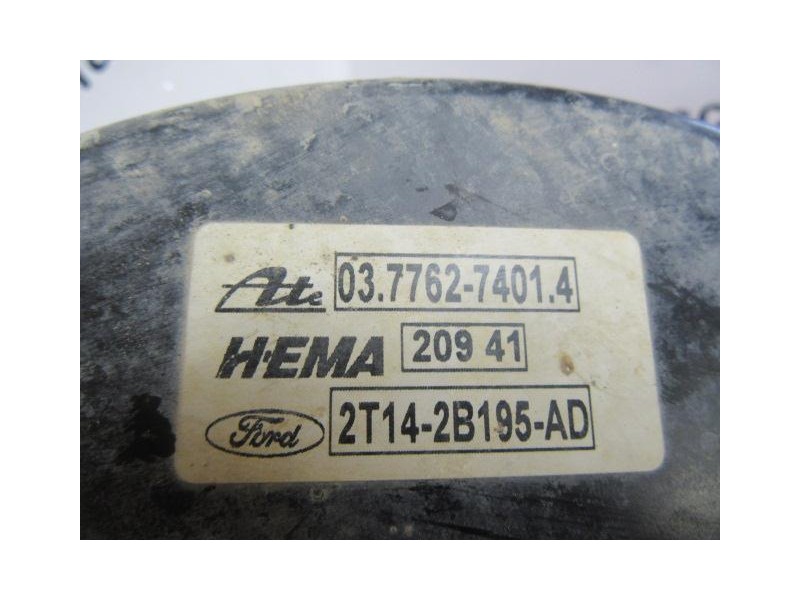 Ate 03.7762-7401.4
H·EMA 209 41
Ford 2T14-2B195-AD